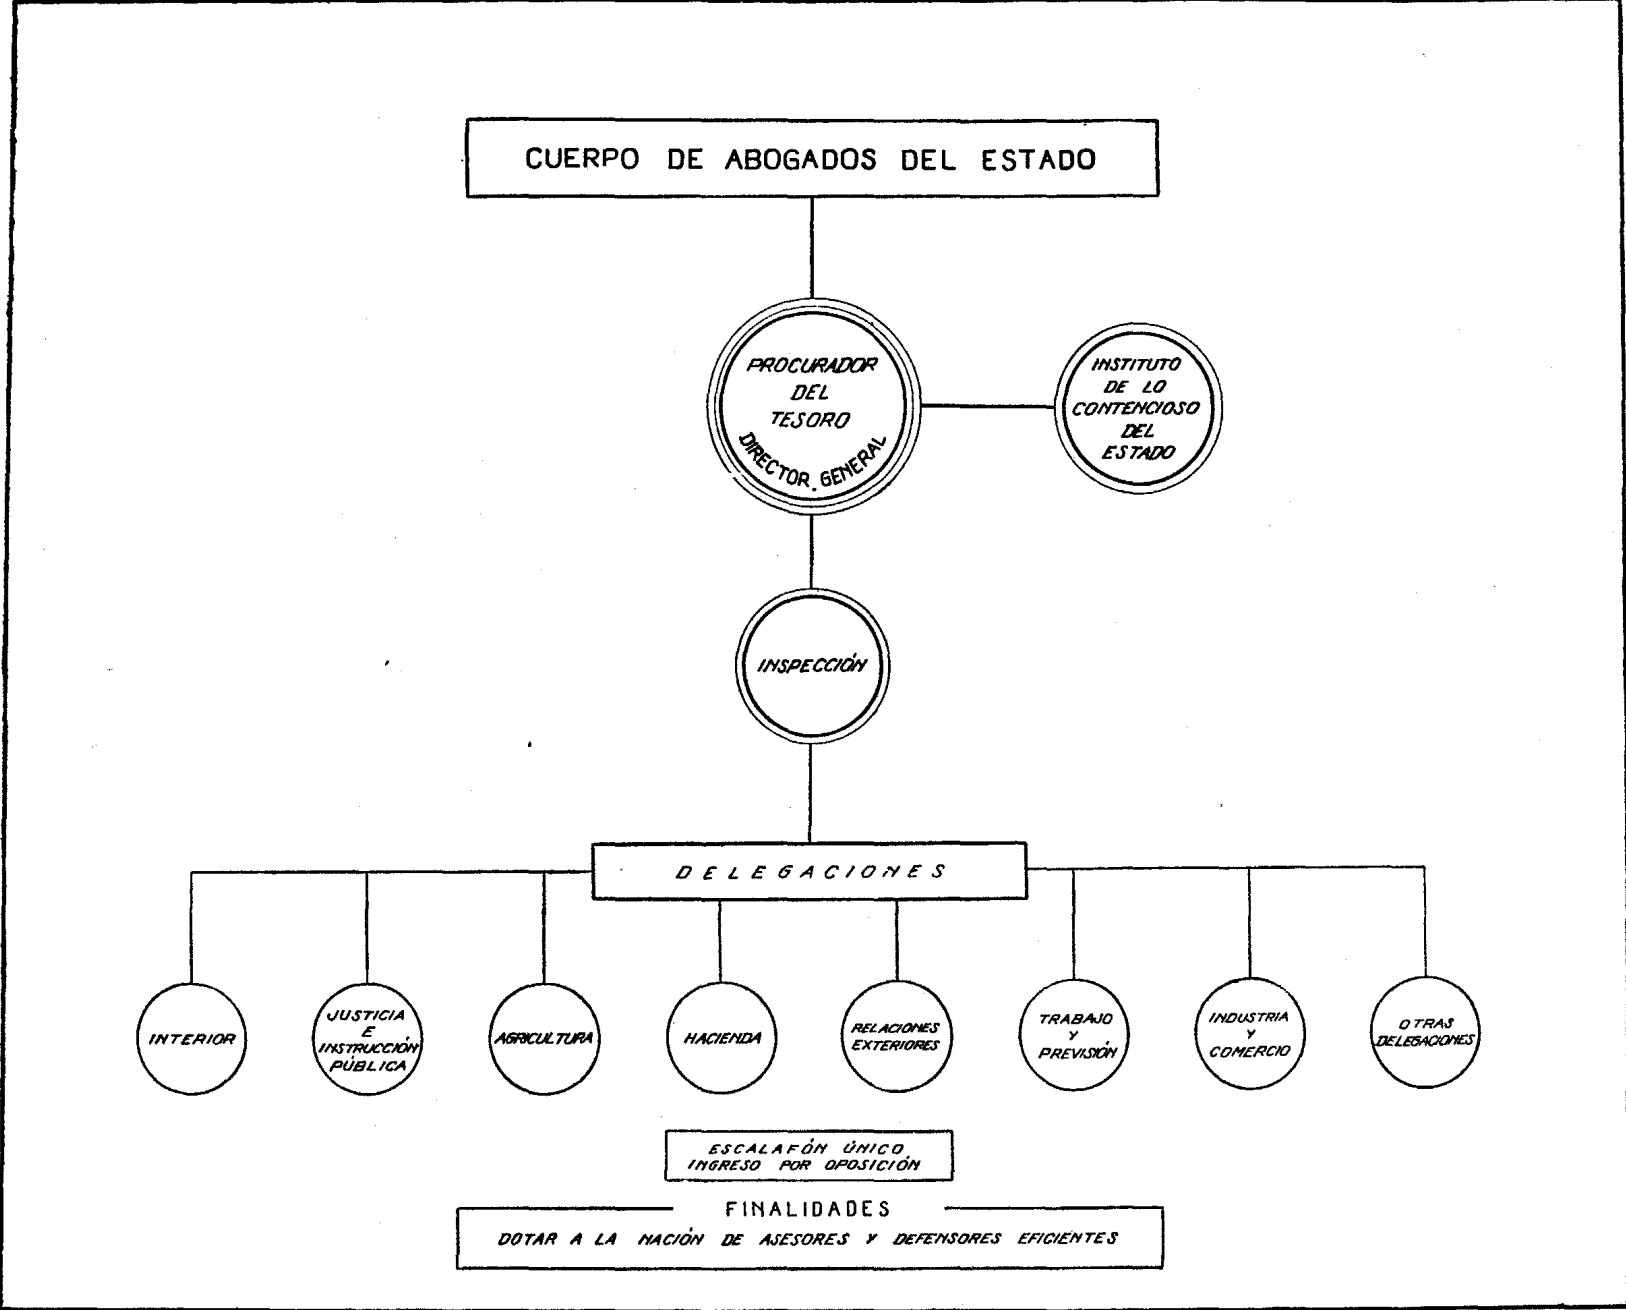 CUERPO DE ABOGADOS DEL ESTADO
PROCURADOR
DEL
TESORO
DIRECTOR. GENERAL
INSTITUTO
DE LO
CONTENCIOSO
DEL
ESTADO
INSPECCIÓN
DELEGACIONES
INTERIOR
JUSTICIA
E
INSTRUCCIÓN
PÚBLICA
AGRICULTURA
HACIENDA
RELACIONES
EXTERIORES
TRABAJO
Y
PREVISIÓN
INDUSTRIA
Y
COMERCIO
OTRAS
DELEGACIONES
ESCALAFÓN ÚNICO
INGRESO POR OPOSICIÓN
FINALIDADES
DOTAR A LA NACIÓN DE ASESORES Y DEFENSORES EFICIENTES